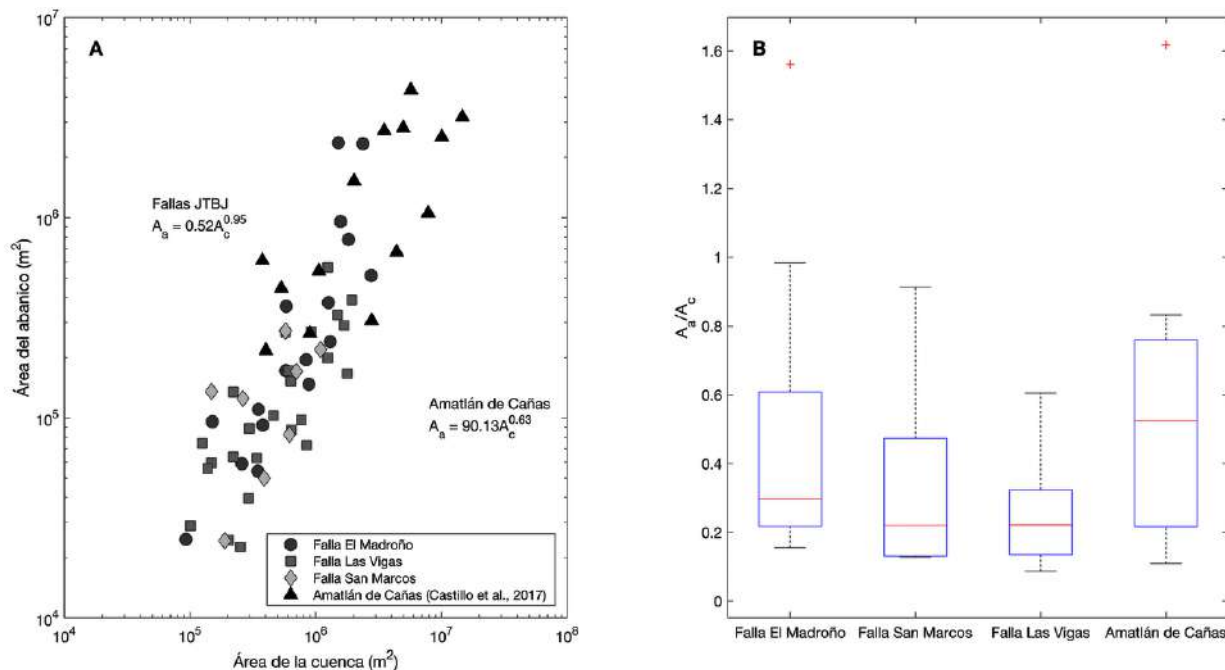 A
10^7
10^6
10^5
10^4
Área del abanico (m^2)
Fallas JTBJ
A_a = 0.52A_c^0.95
Amatlán de Cañas
A_a = 90.13A_c^0.63
Falla El Madroño
Falla Las Vigas
Falla San Marcos
Amatlán de Cañas (Castillo et al., 2017)
10^4 10^5 10^6 10^7 10^8
Área de la cuenca (m^2)
B
1.6
1.4
1.2
1
0.8
0.6
0.4
0.2
0
A_a/A_c
Falla El Madroño Falla San Marcos Falla Las Vigas Amatlán de Cañas